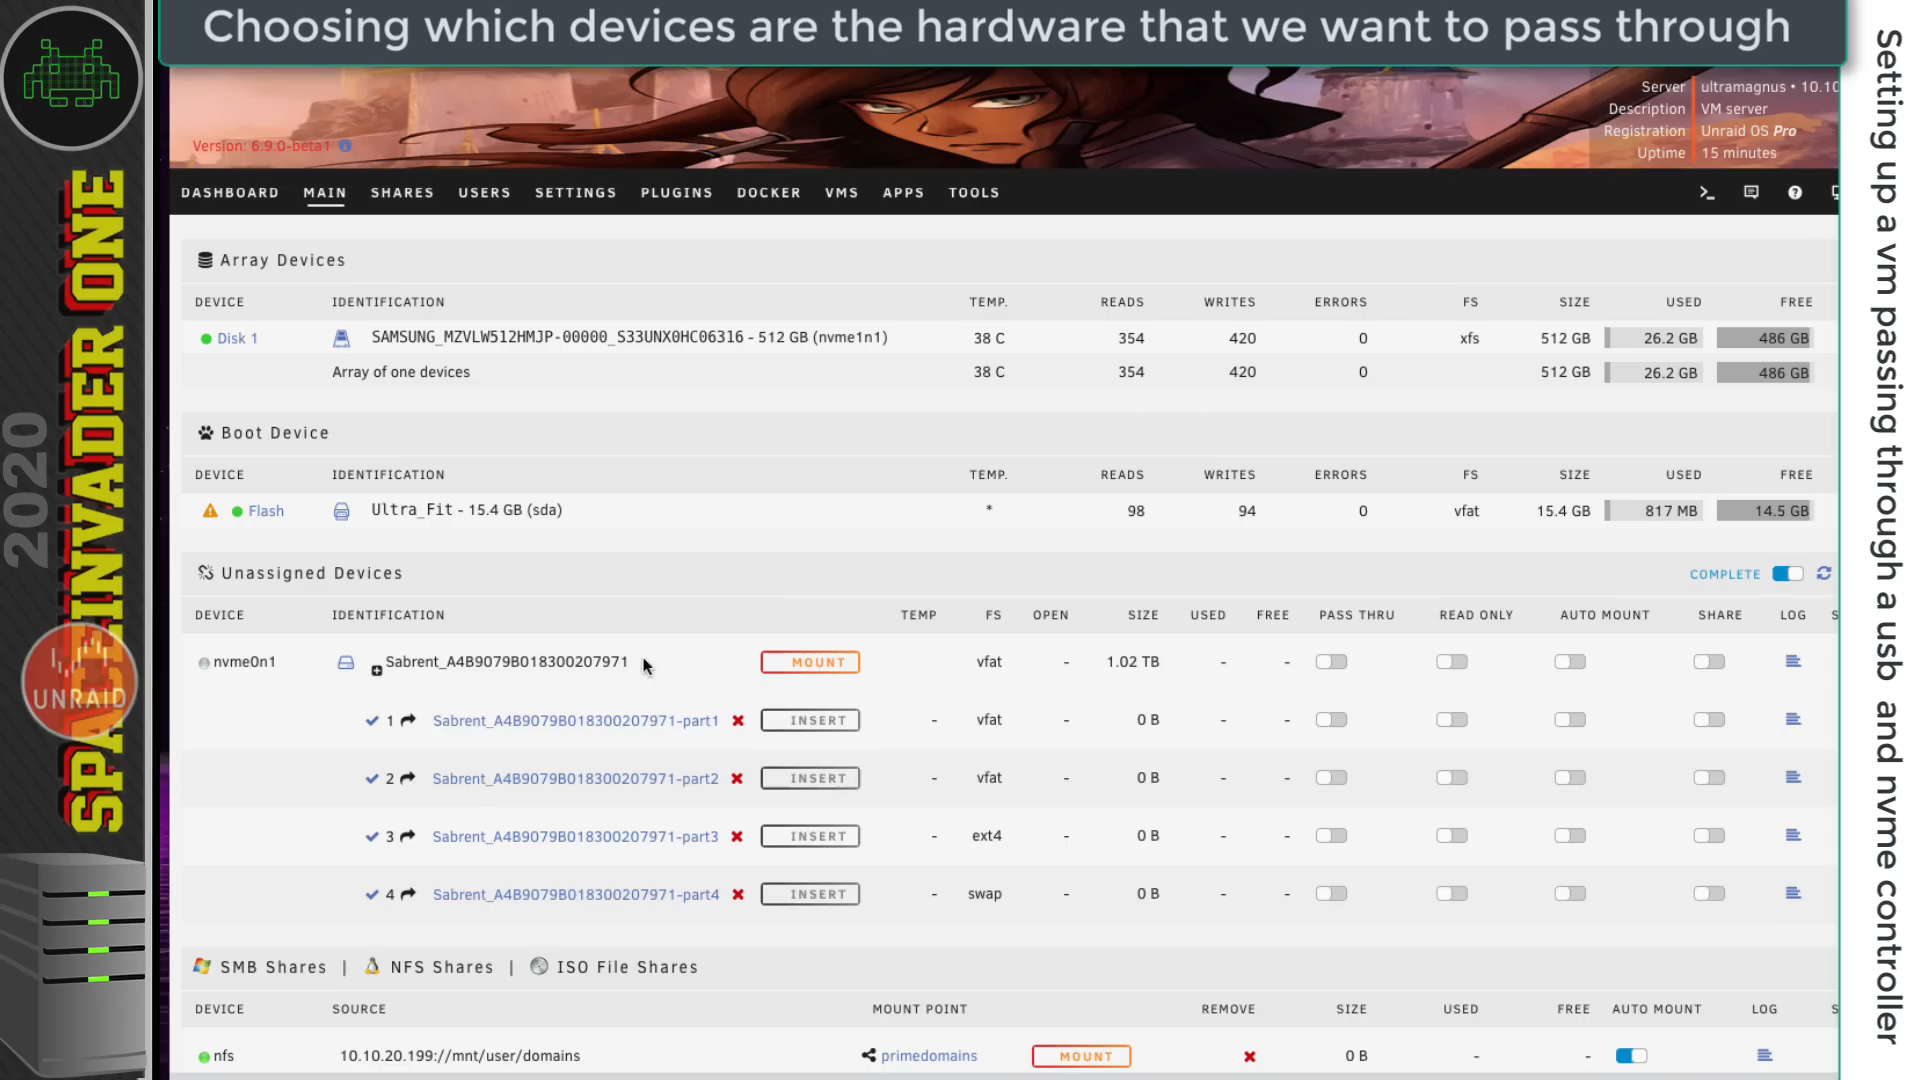 Choosing which devices are the hardware that we want to pass through
Setting up a vm passing through a usb and nvme controller
2020
SPACEINVADER ONE
UNRAID
Server ultramagnus • 10.10
Description VM server
Registration Unraid OS Pro
Uptime 15 minutes
Version: 6.9.0-beta1
DASHBOARD MAIN SHARES USERS SETTINGS PLUGINS DOCKER VMS APPS TOOLS
Array Devices
DEVICE IDENTIFICATION TEMP. READS WRITES ERRORS FS SIZE USED FREE
Disk 1 SAMSUNG_MZVLW512HMJP-00000_S33UNX0HC06316 - 512 GB (nvme1n1) 38 C 354 420 0 xfs 512 GB 26.2 GB 486 GB
Array of one devices 38 C 354 420 0 512 GB 26.2 GB 486 GB
Boot Device
DEVICE IDENTIFICATION TEMP. READS WRITES ERRORS FS SIZE USED FREE
Flash Ultra_Fit - 15.4 GB (sda) * 98 94 0 vfat 15.4 GB 817 MB 14.5 GB
Unassigned Devices COMPLETE
DEVICE IDENTIFICATION TEMP FS OPEN SIZE USED FREE PASS THRU READ ONLY AUTO MOUNT SHARE LOG S
nvme0n1 Sabrent_A4B9079B018300207971 MOUNT vfat - 1.02 TB - -
1 Sabrent_A4B9079B018300207971-part1 INSERT - vfat - 0 B - -
2 Sabrent_A4B9079B018300207971-part2 INSERT - vfat - 0 B - -
3 Sabrent_A4B9079B018300207971-part3 INSERT - ext4 - 0 B - -
4 Sabrent_A4B9079B018300207971-part4 INSERT - swap - 0 B - -
SMB Shares | NFS Shares | ISO File Shares
DEVICE SOURCE MOUNT POINT REMOVE SIZE USED FREE AUTO MOUNT LOG S
nfs 10.10.20.199://mnt/user/domains primedomains MOUNT 0 B - -